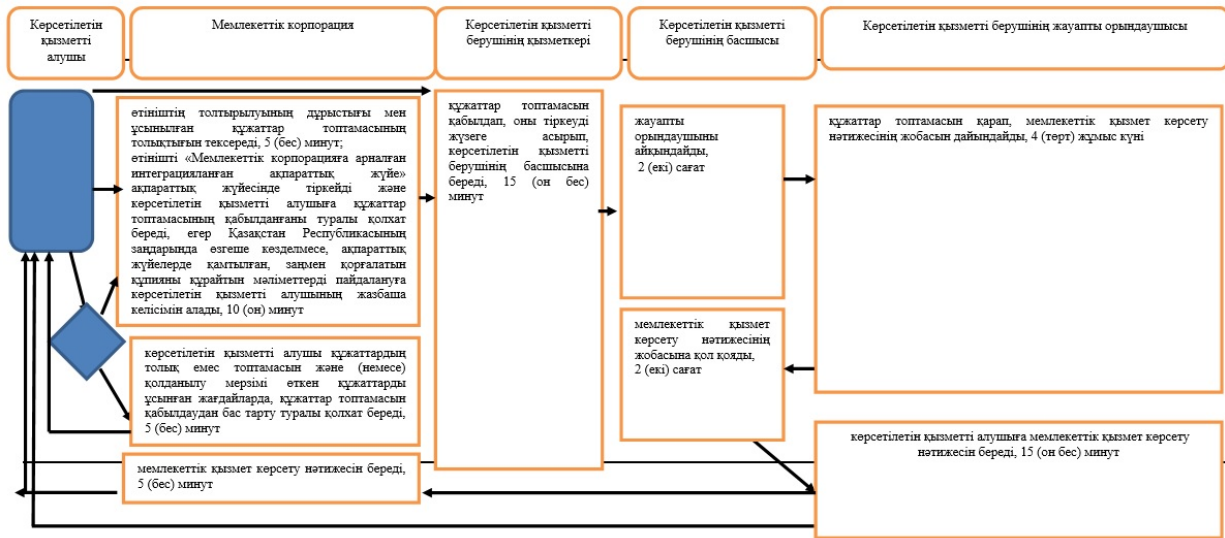 Көрсетілетін
қызметті
алушы
Мемлекеттік корпорация
Көрсетілетін қызметті
берушінің қызметкері
Көрсетілетін қызметті
берушінің басшысы
Көрсетілетін қызметті берушінің жауапты орындаушысы
өтініштің толтырылуының дұрыстығы мен
ұсынылған құжаттар топтамасының
толықтығын тексереді, 5 (бес) минут;
өтінішті «Мемлекеттік корпорацияға арналған
интеграцияланған ақпараттық жүйе»
ақпараттық жүйесінде тіркейді және
көрсетілетін қызметті алушыға құжаттар
топтамасының қабылданғаны туралы қолхат
береді, егер Қазақстан Республикасының
заңдарында өзгеше көзделмесе, ақпараттық
жүйелерде қамтылған, заңмен қорғалатын
құпияны құрайтын мәліметтерді пайдалануға
көрсетілетін қызметті алушының жазбаша
келісімін алады, 10 (он) минут
көрсетілетін қызметті алушы құжаттардың
толық емес топтамасын және (немесе)
қолданылу мерзімі өткен құжаттарды
ұсынған жағдайларда, құжаттар топтамасын
қабылдаудан бас тарту туралы қолхат береді,
5 (бес) минут
мемлекеттік қызмет көрсету нәтижесін береді,
5 (бес) минут
құжаттар топтамасын
қабылдап, оны тіркеуді
жүзеге асырып,
көрсетілетін қызметті
берушінің басшысына
береді, 15 (он бес)
минут
жауапты
орындаушыны
айқындайды,
2 (екі) сағат
мемлекеттік қызмет
көрсету нәтижесінің
жобасына қол қояды,
2 (екі) сағат
құжаттар топтамасын қарап, мемлекеттік қызмет көрсету
нәтижесінің жобасын дайындайды, 4 (төрт) жұмыс күні
көрсетілетін қызметті алушыға мемлекеттік қызмет көрсету
нәтижесін береді, 15 (он бес) минут